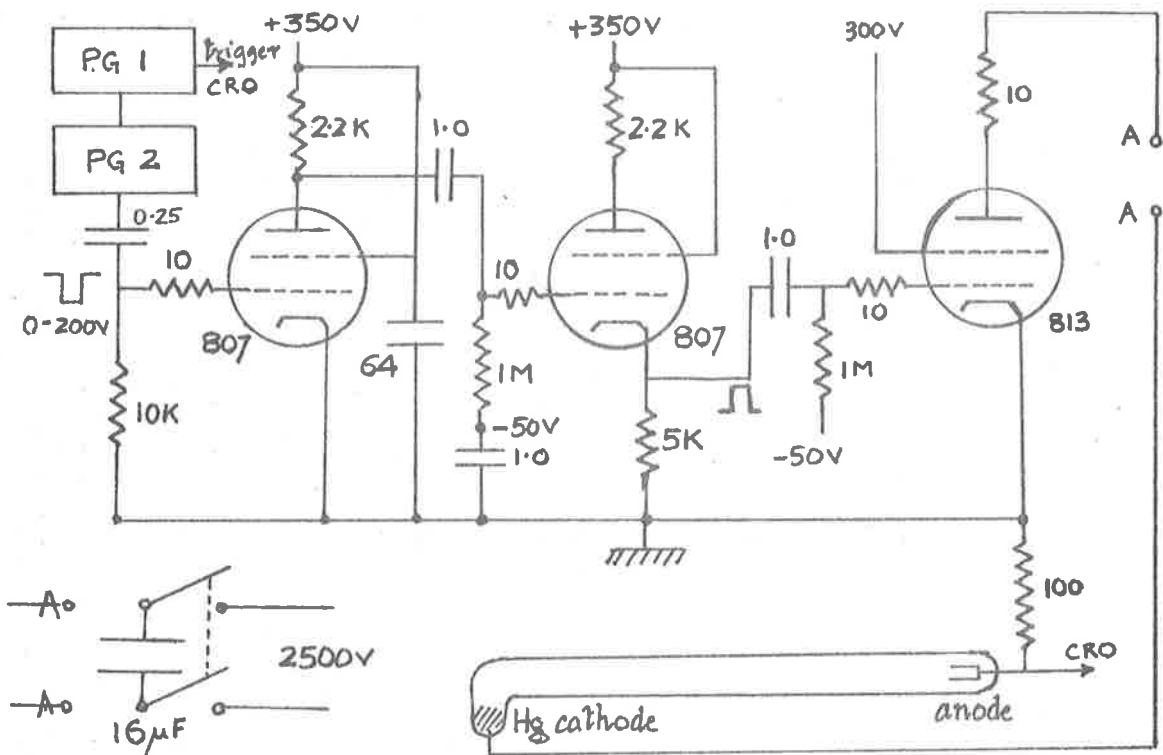 +350V
+350V
300V
P.G 1
trigger
CRO
10
2.2K
1.0
2.2K
A
PG 2
A
0.25
10
10
1.0
10
0-200V
807
807
813
64
1M
1M
10K
-50V
1.0
5K
-50V
100
A
2500V
CRO
A
16µF
Hg cathode
anode